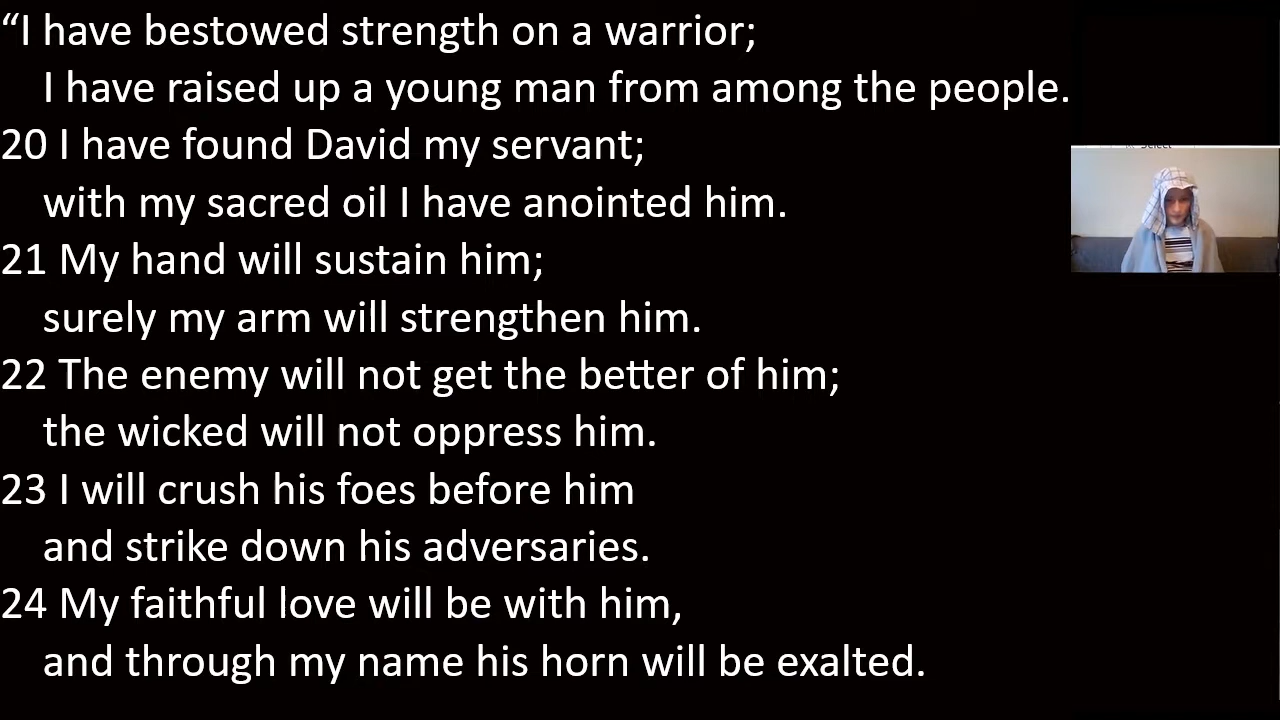 “I have bestowed strength on a warrior;
I have raised up a young man from among the people.
20 I have found David my servant;
with my sacred oil I have anointed him.
21 My hand will sustain him;
surely my arm will strengthen him.
22 The enemy will not get the better of him;
the wicked will not oppress him.
23 I will crush his foes before him
and strike down his adversaries.
24 My faithful love will be with him,
and through my name his horn will be exalted.